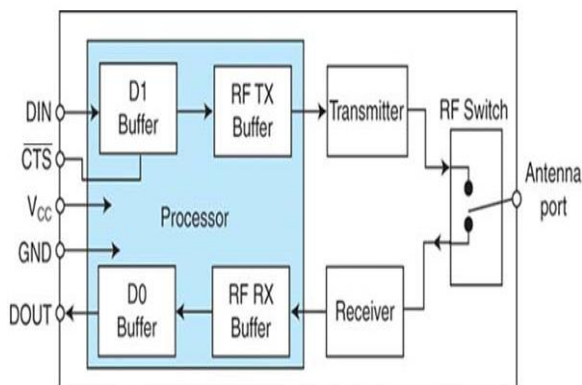 DIN
CTS
VCC
GND
DOUT
D1
Buffer
RF TX
Buffer
Transmitter
RF Switch
Antenna
port
Processor
D0
Buffer
RF RX
Buffer
Receiver